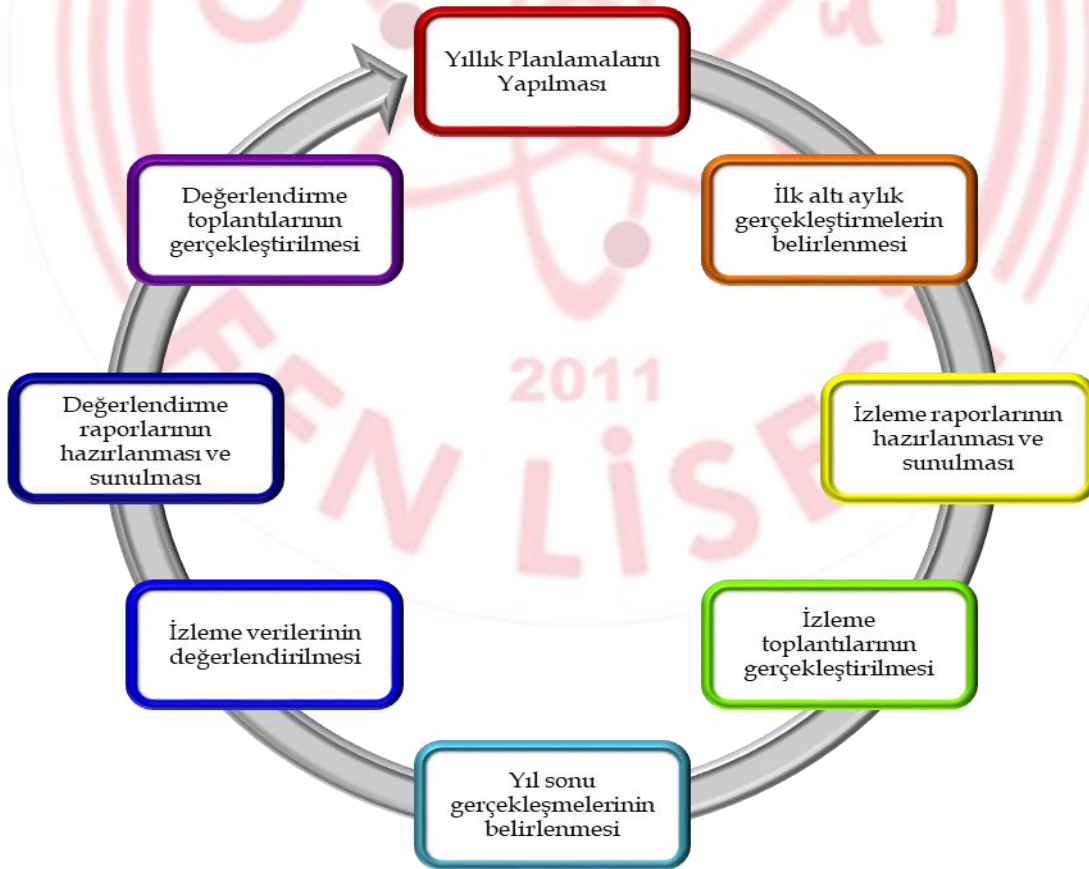 Yıllık Planlamaların
Yapılması
İlk altı aylık
gerçekleştirmelerin
belirlenmesi
İzleme raporlarının
hazırlanması ve
sunulması
İzleme
toplantılarının
gerçekleştirilmesi
Yıl sonu
gerçekleşmelerinin
belirlenmesi
İzleme verilerinin
değerlendirilmesi
Değerlendirme
raporlarının
hazırlanması ve
sunulması
Değerlendirme
toplantılarının
gerçekleştirilmesi
2011
FEN LİSESİ